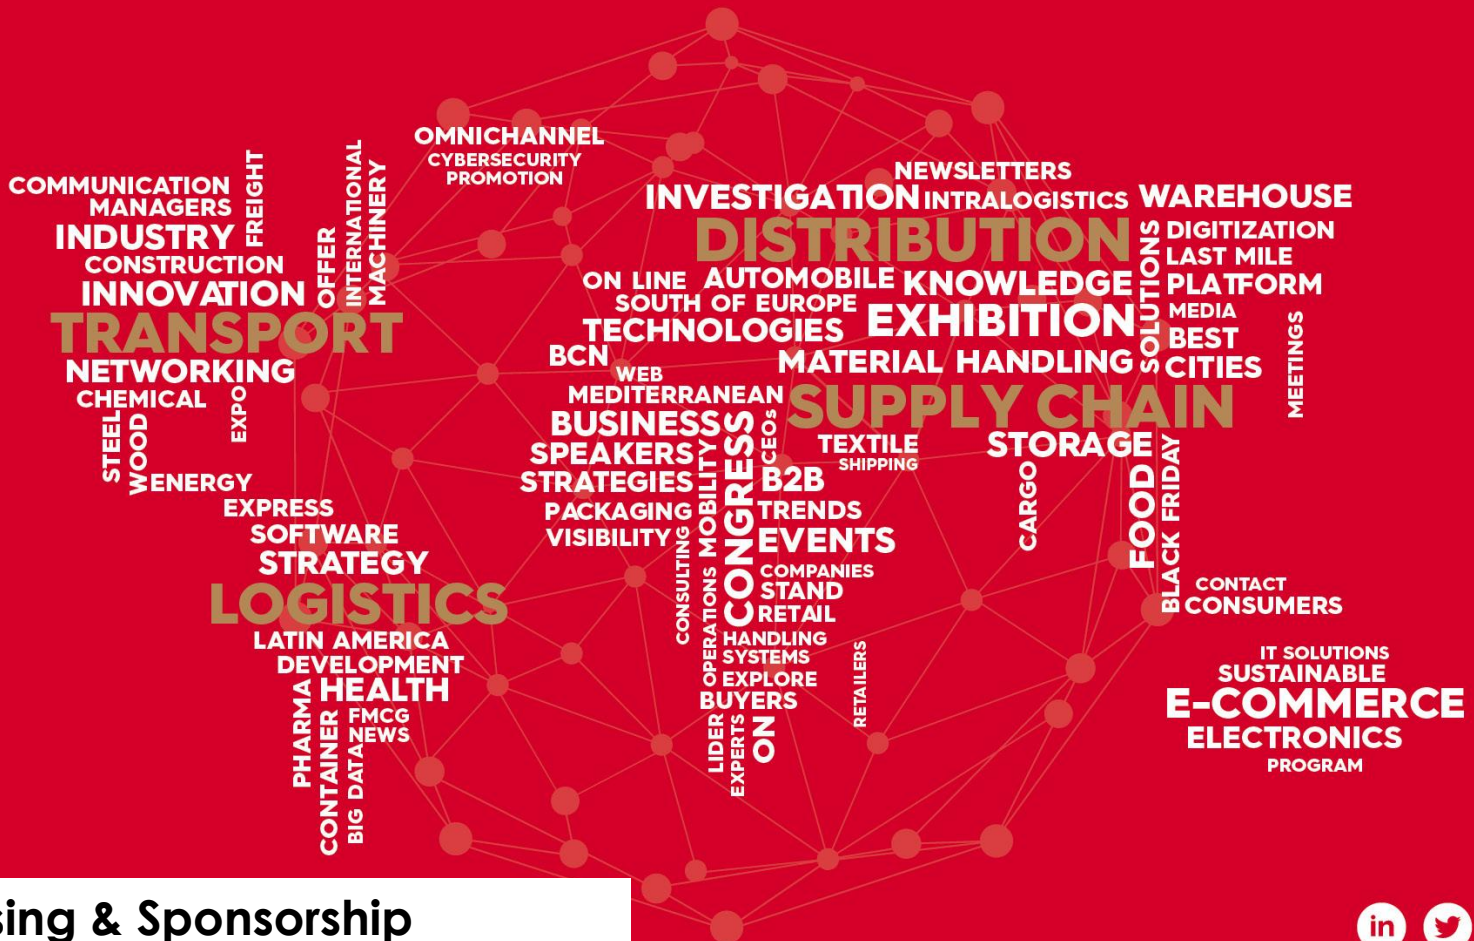 OMNICHANNEL
CYBERSECURITY
PROMOTION
COMMUNICATION
MANAGERS
FREIGHT
INDUSTRY
CONSTRUCTION
INNOVATION
OFFER
INTERNATIONAL
MACHINERY
TRANSPORT
NETWORKING
CHEMICAL
EXPO
STEEL
WOOD
WENERGY
EXPRESS
SOFTWARE
STRATEGY
LOGISTICS
LATIN AMERICA
DEVELOPMENT
HEALTH
PHARMA
CONTAINER
BIG DATA
FMCG
NEWS
NEWSLETTERS
INVESTIGATION
INTRALOGISTICS
WAREHOUSE
DISTRIBUTION
SOLUTIONS
DIGITIZATION
LAST MILE
ON LINE
AUTOMOBILE
KNOWLEDGE
PLATFORM
SOUTH OF EUROPE
EXHIBITION
MEDIA
TECHNOLOGIES
BEST
BCN
MATERIAL HANDLING
CITIES
MEETINGS
WEB
MEDITERRANEAN
SUPPLY CHAIN
BUSINESS
CONGRESS
CEOs
TEXTILE
SHIPPING
STORAGE
SPEAKERS
STRATEGIES
MOBILITY
B2B
CARGO
FOOD
BLACK FRIDAY
PACKAGING
TRENDS
VISIBILITY
EVENTS
CONSULTING
OPERATIONS
COMPANIES
STAND
RETAIL
HANDLING
SYSTEMS
EXPLORE
BUYERS
RETAILERS
LIDER
EXPERTS
ON
CONTACT
CONSUMERS
IT SOLUTIONS
SUSTAINABLE
E-COMMERCE
ELECTRONICS
PROGRAM
sing & Sponsorship
in